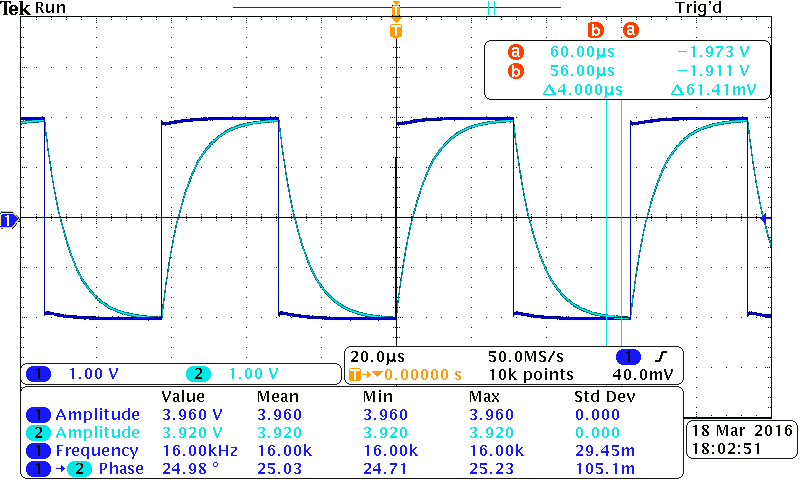 Tek Run Trig'd
T
T b a
a 60.00µs −1.973 V
b 56.00µs −1.911 V
Δ4.000µs Δ61.41mV
1
1 1.00 V 2 1.00 V
20.0µs 50.0MS/s 1
T→▼0.00000 s 10k points 40.0mV
Value Mean Min Max Std Dev
1 Amplitude 3.960 V 3.960 3.960 3.960 0.000
2 Amplitude 3.920 V 3.920 3.920 3.920 0.000
1 Frequency 16.00kHz 16.00k 16.00k 16.00k 29.45m
1 → 2 Phase 24.98 ° 25.03 24.71 25.23 105.1m
18 Mar 2016
18:02:51